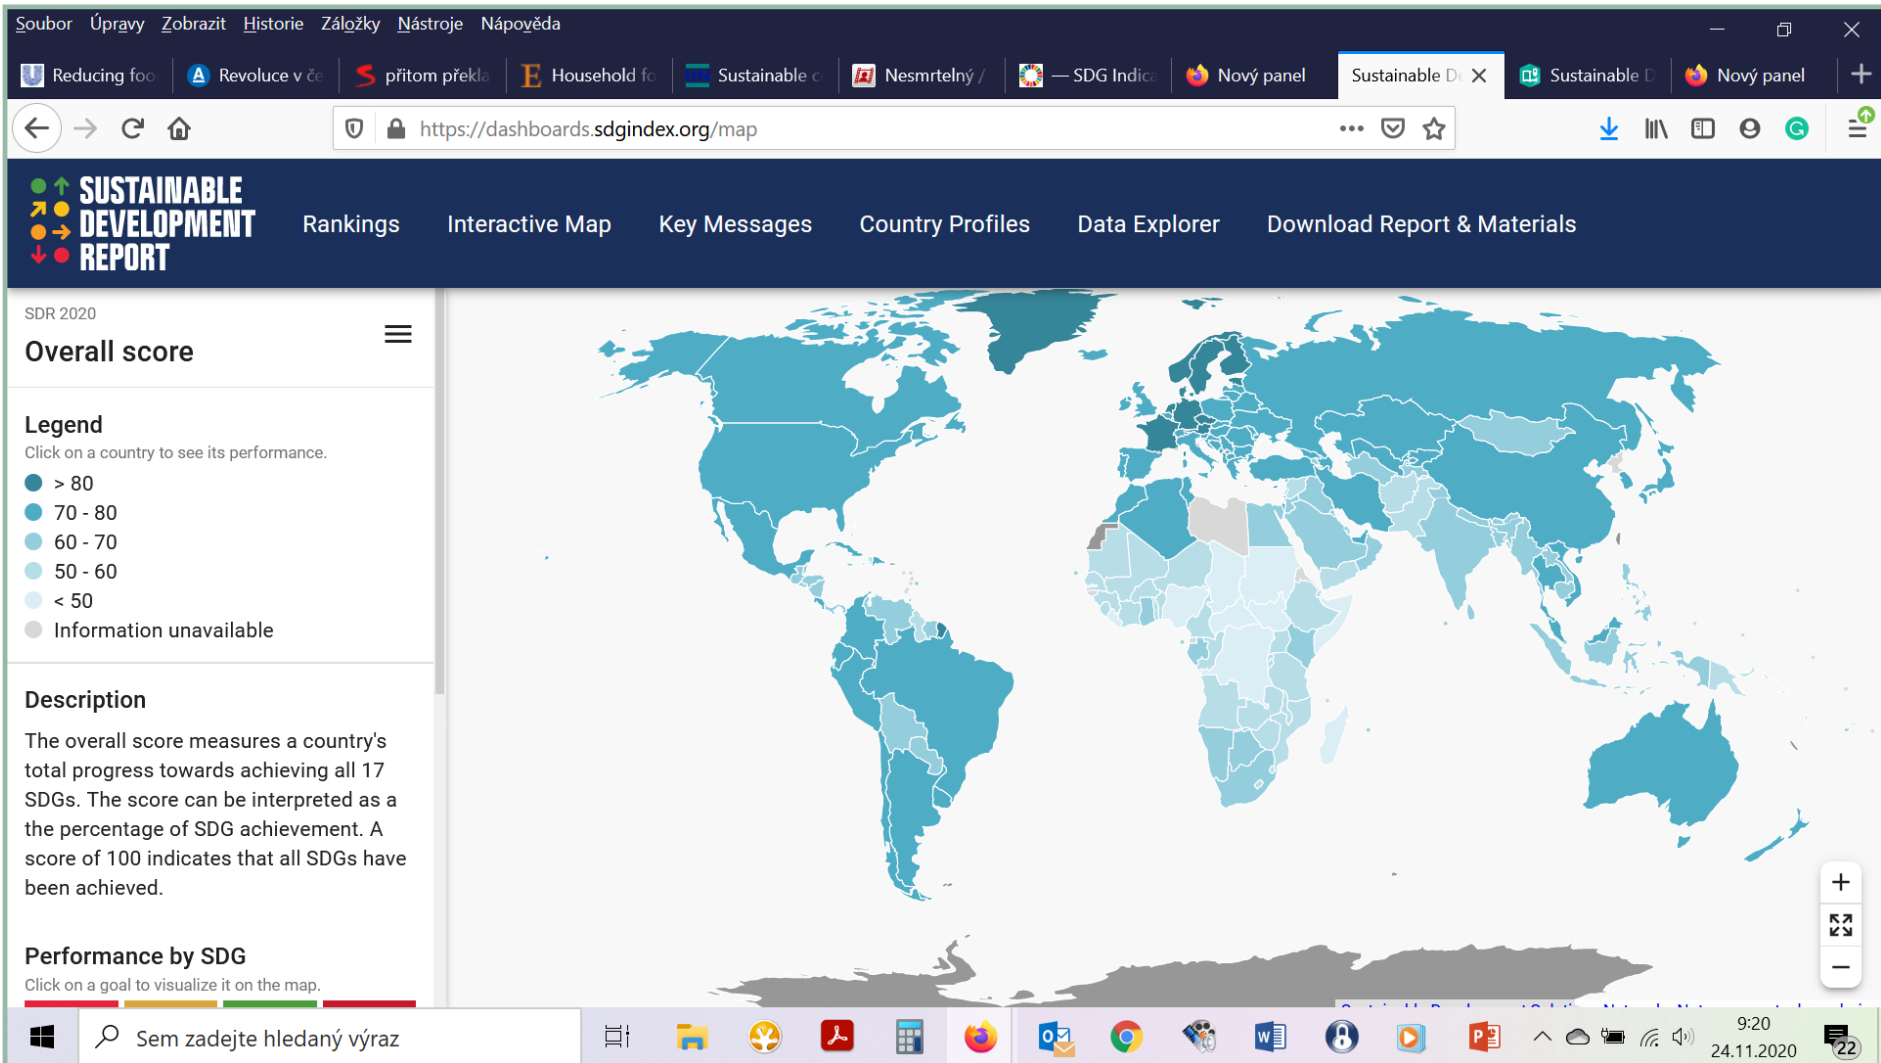 Soubor Úpravy Zobrazit Historie Záložky Nástroje Nápověda
Reducing foo Revoluce v če přitom překla Household fo Sustainable c Nesmrtelný / — SDG Indica Nový panel Sustainable De Sustainable D Nový panel
https://dashboards.sdgindex.org/map
SUSTAINABLE
DEVELOPMENT
REPORT
Rankings Interactive Map Key Messages Country Profiles Data Explorer Download Report & Materials
SDR 2020
Overall score
Legend
Click on a country to see its performance.
> 80
70 - 80
60 - 70
50 - 60
< 50
Information unavailable
Description
The overall score measures a country's
total progress towards achieving all 17
SDGs. The score can be interpreted as a
the percentage of SDG achievement. A
score of 100 indicates that all SDGs have
been achieved.
Performance by SDG
Click on a goal to visualize it on the map.
Sem zadejte hledaný výraz
9:20
24.11.2020
22